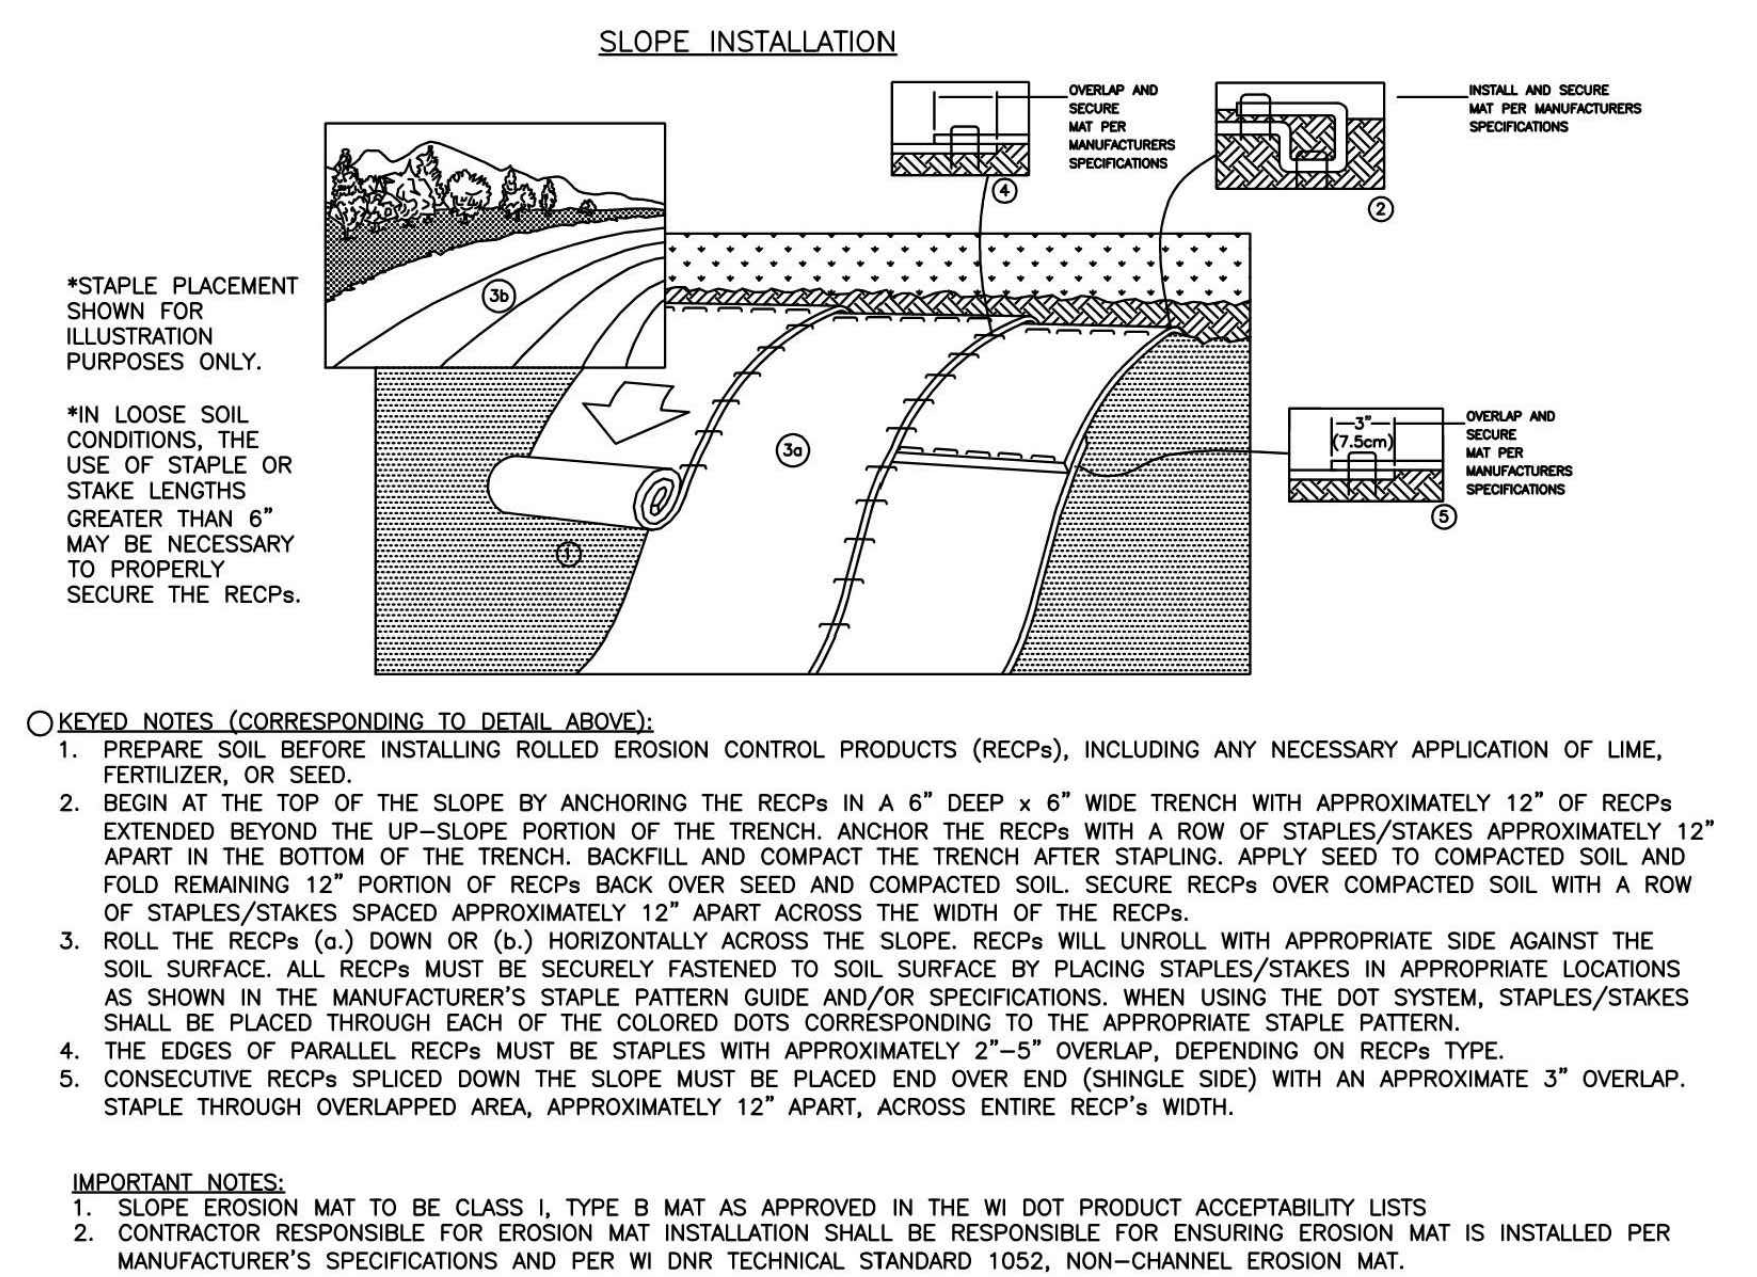 SLOPE INSTALLATION
OVERLAP AND
SECURE
MAT PER
MANUFACTURERS
SPECIFICATIONS
4
INSTALL AND SECURE
MAT PER MANUFACTURERS
SPECIFICATIONS
2
*STAPLE PLACEMENT
SHOWN FOR
ILLUSTRATION
PURPOSES ONLY.
*IN LOOSE SOIL
CONDITIONS, THE
USE OF STAPLE OR
STAKE LENGTHS
GREATER THAN 6"
MAY BE NECESSARY
TO PROPERLY
SECURE THE RECPs.
3b
3a
1
3"
(7.5cm)
OVERLAP AND
SECURE
MAT PER
MANUFACTURERS
SPECIFICATIONS
5
KEYED NOTES (CORRESPONDING TO DETAIL ABOVE):
1. PREPARE SOIL BEFORE INSTALLING ROLLED EROSION CONTROL PRODUCTS (RECPs), INCLUDING ANY NECESSARY APPLICATION OF LIME,
FERTILIZER, OR SEED.
2. BEGIN AT THE TOP OF THE SLOPE BY ANCHORING THE RECPs IN A 6" DEEP x 6" WIDE TRENCH WITH APPROXIMATELY 12" OF RECPs
EXTENDED BEYOND THE UP-SLOPE PORTION OF THE TRENCH. ANCHOR THE RECPs WITH A ROW OF STAPLES/STAKES APPROXIMATELY 12"
APART IN THE BOTTOM OF THE TRENCH. BACKFILL AND COMPACT THE TRENCH AFTER STAPLING. APPLY SEED TO COMPACTED SOIL AND
FOLD REMAINING 12" PORTION OF RECPs BACK OVER SEED AND COMPACTED SOIL. SECURE RECPs OVER COMPACTED SOIL WITH A ROW
OF STAPLES/STAKES SPACED APPROXIMATELY 12" APART ACROSS THE WIDTH OF THE RECPs.
3. ROLL THE RECPs (a.) DOWN OR (b.) HORIZONTALLY ACROSS THE SLOPE. RECPs WILL UNROLL WITH APPROPRIATE SIDE AGAINST THE
SOIL SURFACE. ALL RECPs MUST BE SECURELY FASTENED TO SOIL SURFACE BY PLACING STAPLES/STAKES IN APPROPRIATE LOCATIONS
AS SHOWN IN THE MANUFACTURER'S STAPLE PATTERN GUIDE AND/OR SPECIFICATIONS. WHEN USING THE DOT SYSTEM, STAPLES/STAKES
SHALL BE PLACED THROUGH EACH OF THE COLORED DOTS CORRESPONDING TO THE APPROPRIATE STAPLE PATTERN.
4. THE EDGES OF PARALLEL RECPs MUST BE STAPLES WITH APPROXIMATELY 2"-5" OVERLAP, DEPENDING ON RECPs TYPE.
5. CONSECUTIVE RECPs SPLICED DOWN THE SLOPE MUST BE PLACED END OVER END (SHINGLE SIDE) WITH AN APPROXIMATE 3" OVERLAP.
STAPLE THROUGH OVERLAPPED AREA, APPROXIMATELY 12" APART, ACROSS ENTIRE RECP's WIDTH.
IMPORTANT NOTES:
1. SLOPE EROSION MAT TO BE CLASS I, TYPE B MAT AS APPROVED IN THE WI DOT PRODUCT ACCEPTABILITY LISTS
2. CONTRACTOR RESPONSIBLE FOR EROSION MAT INSTALLATION SHALL BE RESPONSIBLE FOR ENSURING EROSION MAT IS INSTALLED PER
MANUFACTURER'S SPECIFICATIONS AND PER WI DNR TECHNICAL STANDARD 1052, NON-CHANNEL EROSION MAT.